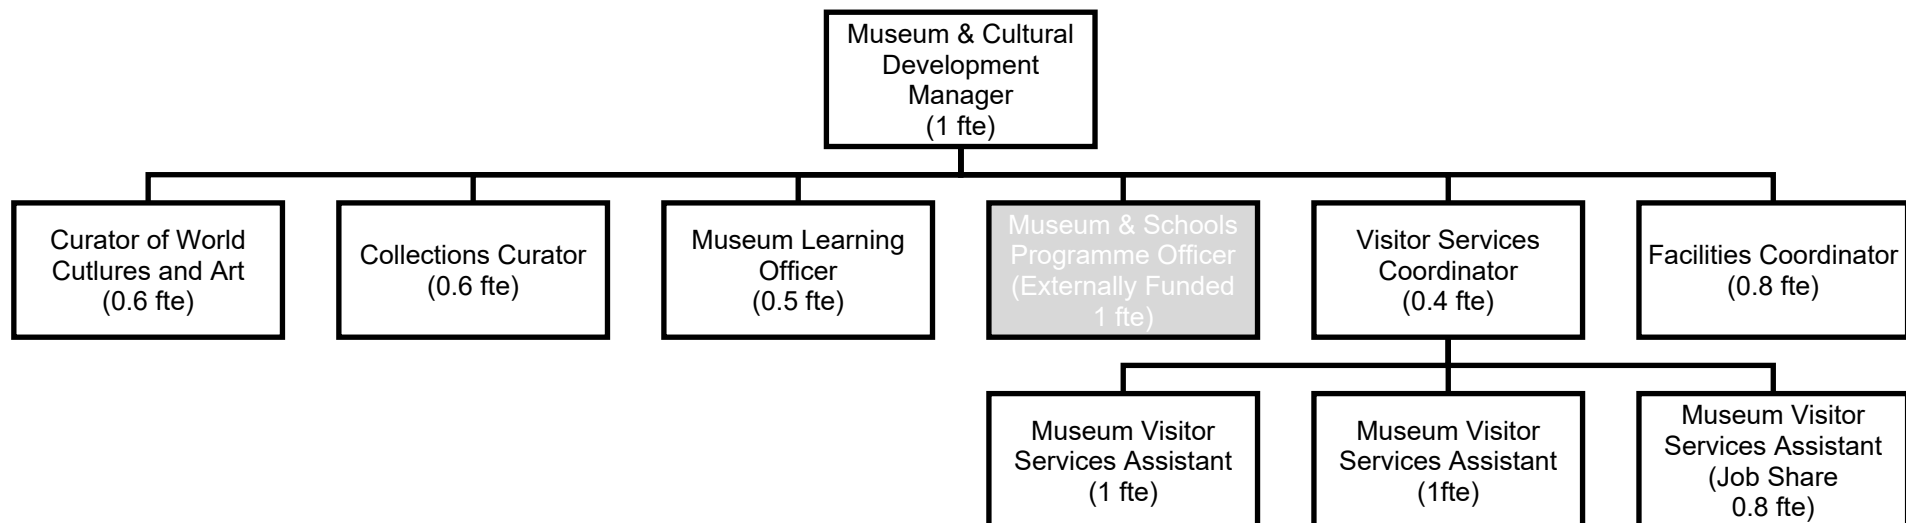 Museum & Cultural
Development
Manager
(1 fte)
Curator of World
Cutlures and Art
(0.6 fte)
Collections Curator
(0.6 fte)
Museum Learning
Officer
(0.5 fte)
Museum & Schools
Programme Officer
(Externally Funded
1 fte)
Visitor Services
Coordinator
(0.4 fte)
Facilities Coordinator
(0.8 fte)
Museum Visitor
Services Assistant
(1 fte)
Museum Visitor
Services Assistant
(1fte)
Museum Visitor
Services Assistant
(Job Share
0.8 fte)